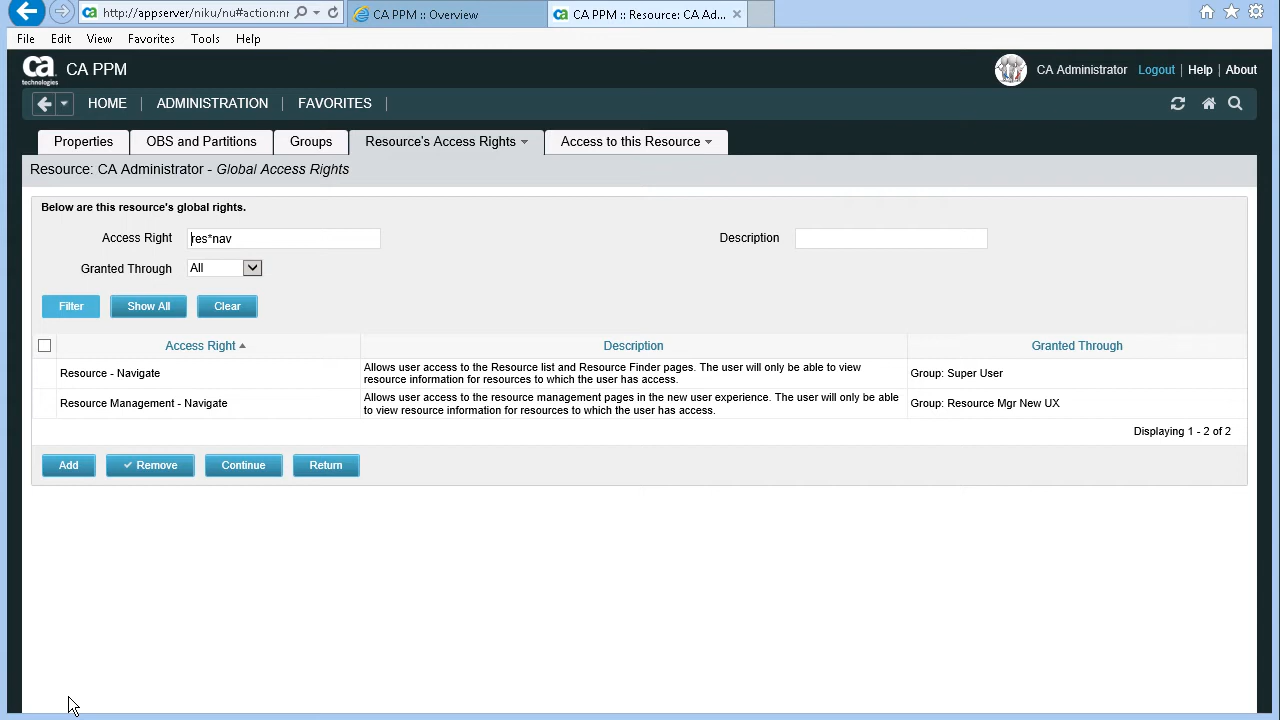 http://appserver/niku/nu#action:nr
CA PPM :: Overview
CA PPM :: Resource: CA Ad...
File Edit View Favorites Tools Help
ca technologies CA PPM
CA Administrator Logout | Help | About
HOME | ADMINISTRATION | FAVORITES |
Properties
OBS and Partitions
Groups
Resource's Access Rights
Access to this Resource
Resource: CA Administrator - Global Access Rights
Below are this resource's global rights.
Access Right res*nav
Description
Granted Through All
Filter Show All Clear
Access Right Description Granted Through
Resource - Navigate
Allows user access to the Resource list and Resource Finder pages. The user will only be able to view
resource information for resources to which the user has access.
Group: Super User
Resource Management - Navigate
Allows user access to the resource management pages in the new user experience. The user will only be able
to view resource information for resources to which the user has access.
Group: Resource Mgr New UX
Displaying 1 - 2 of 2
Add Remove Continue Return